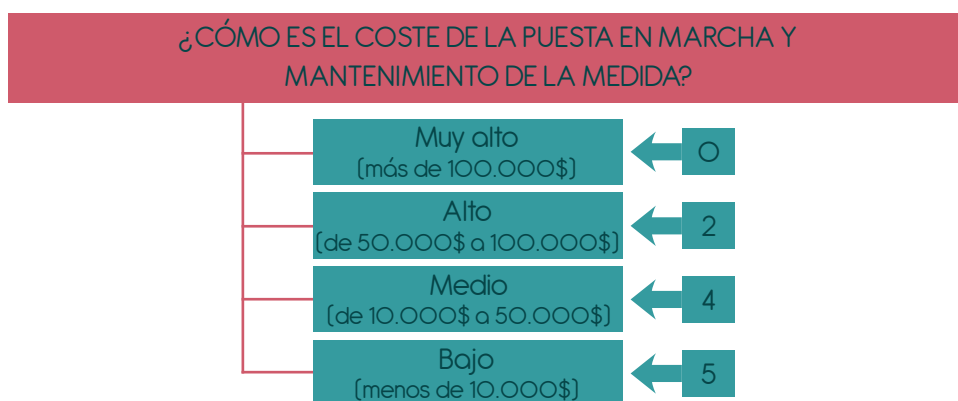 ¿CÓMO ES EL COSTE DE LA PUESTA EN MARCHA Y
MANTENIMIENTO DE LA MEDIDA?
Muy alto
(más de 100.000$)
0
Alto
(de 50.000$ a 100.000$)
2
Medio
(de 10.000$ a 50.000$)
4
Bajo
(menos de 10.000$)
5